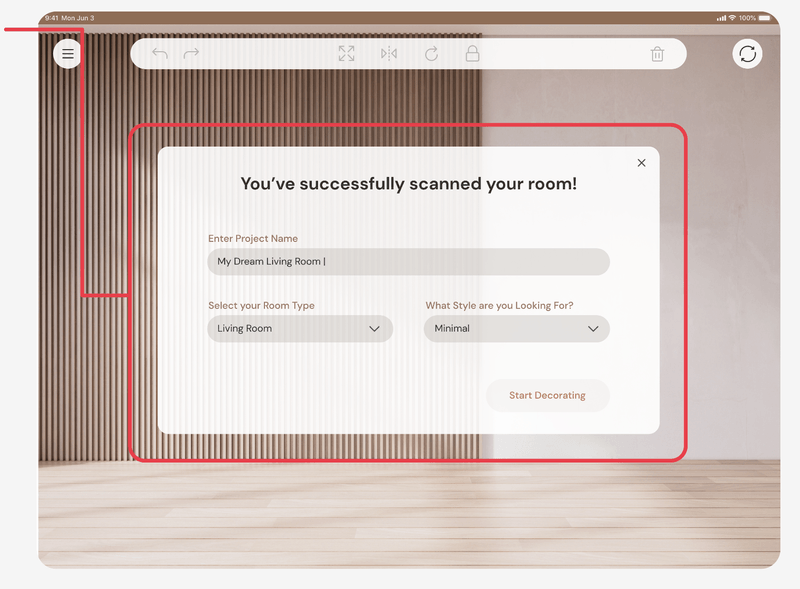 9:41 Mon Jun 3
100%
You've successfully scanned your room!
Enter Project Name
My Dream Living Room |
Select your Room Type
What Style are you Looking For?
Living Room
Minimal
Start Decorating